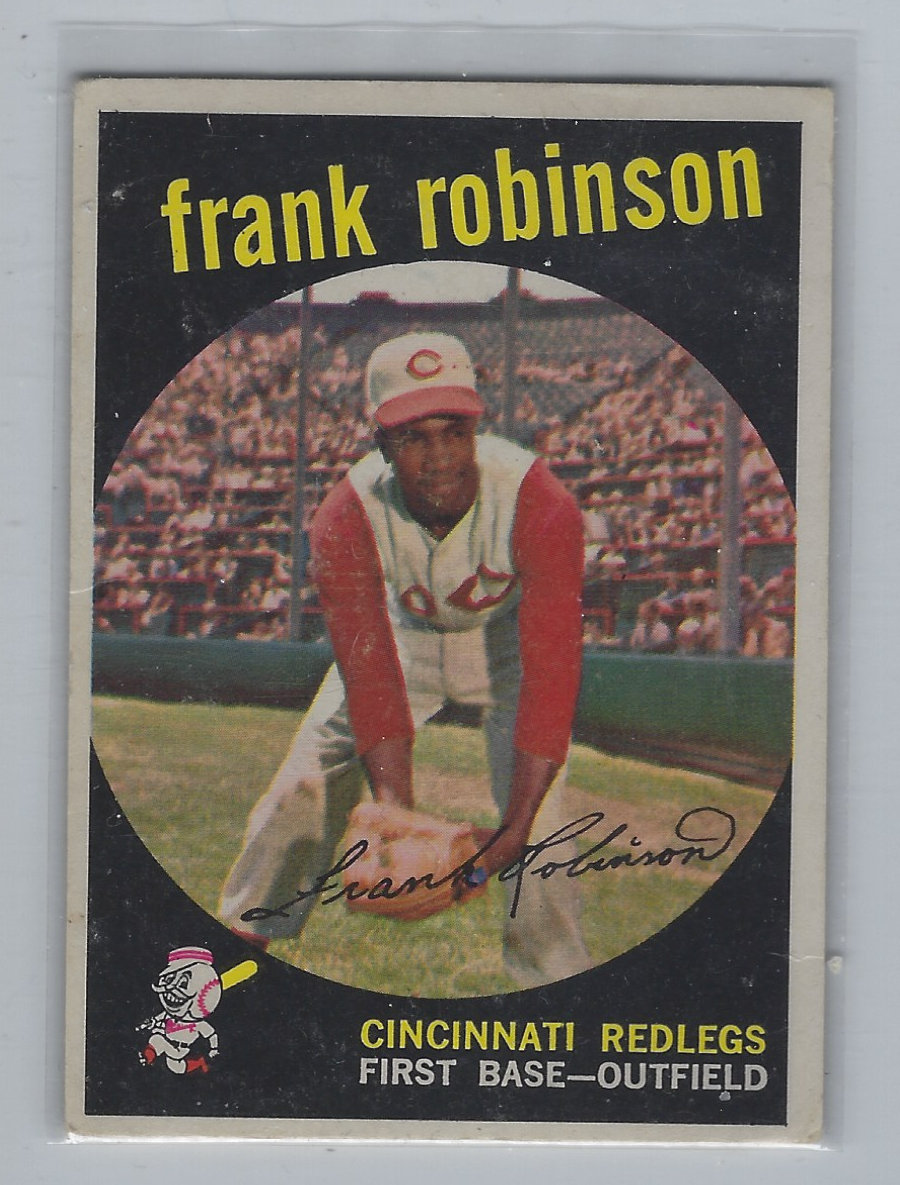 frank robinson
C
Frank Robinson
CINCINNATI REDLEGS
FIRST BASE—OUTFIELD